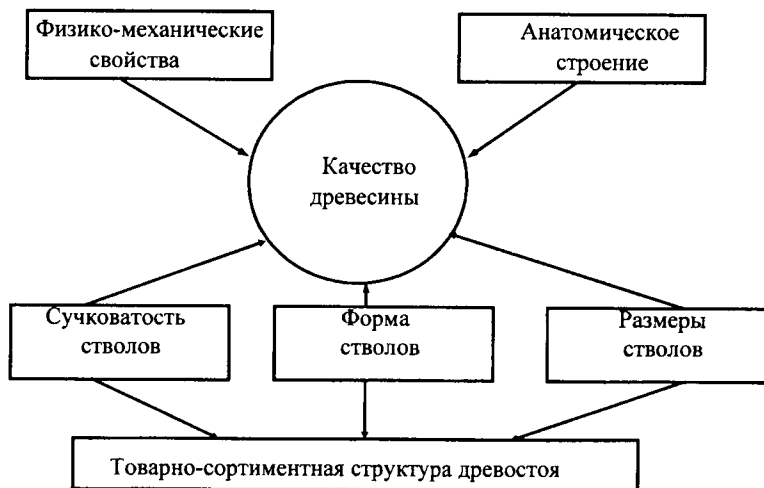 Физико-механические
свойства
Анатомическое
строение
Качество
древесины
Сучковатость
стволов
Форма
стволов
Размеры
стволов
Товарно-сортиментная структура древостоя